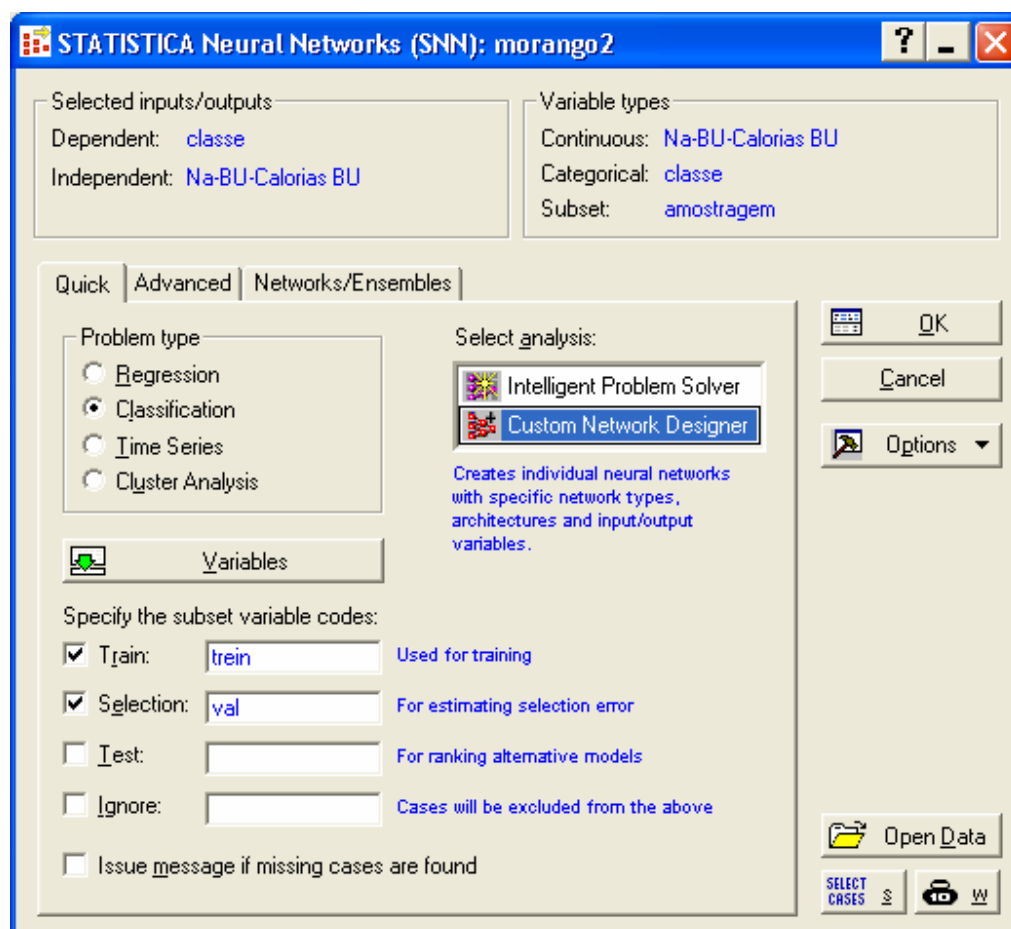 STATISTICA Neural Networks (SNN): morango2
Selected inputs/outputs
Dependent: classe
Independent: Na-BU-Calorias BU
Variable types
Continuous: Na-BU-Calorias BU
Categorical: classe
Subset: amostragem
Quick
Advanced
Networks/Ensembles
Problem type
Regression
Classification
Time Series
Cluster Analysis
Select analysis:
Intelligent Problem Solver
Custom Network Designer
Creates individual neural networks
with specific network types,
architectures and input/output
variables.
Variables
Specify the subset variable codes:
Train: trein Used for training
Selection: val For estimating selection error
Test: For ranking alternative models
Ignore: Cases will be excluded from the above
Issue message if missing cases are found
OK
Cancel
Options
Open Data
SELECT
CASES S
W